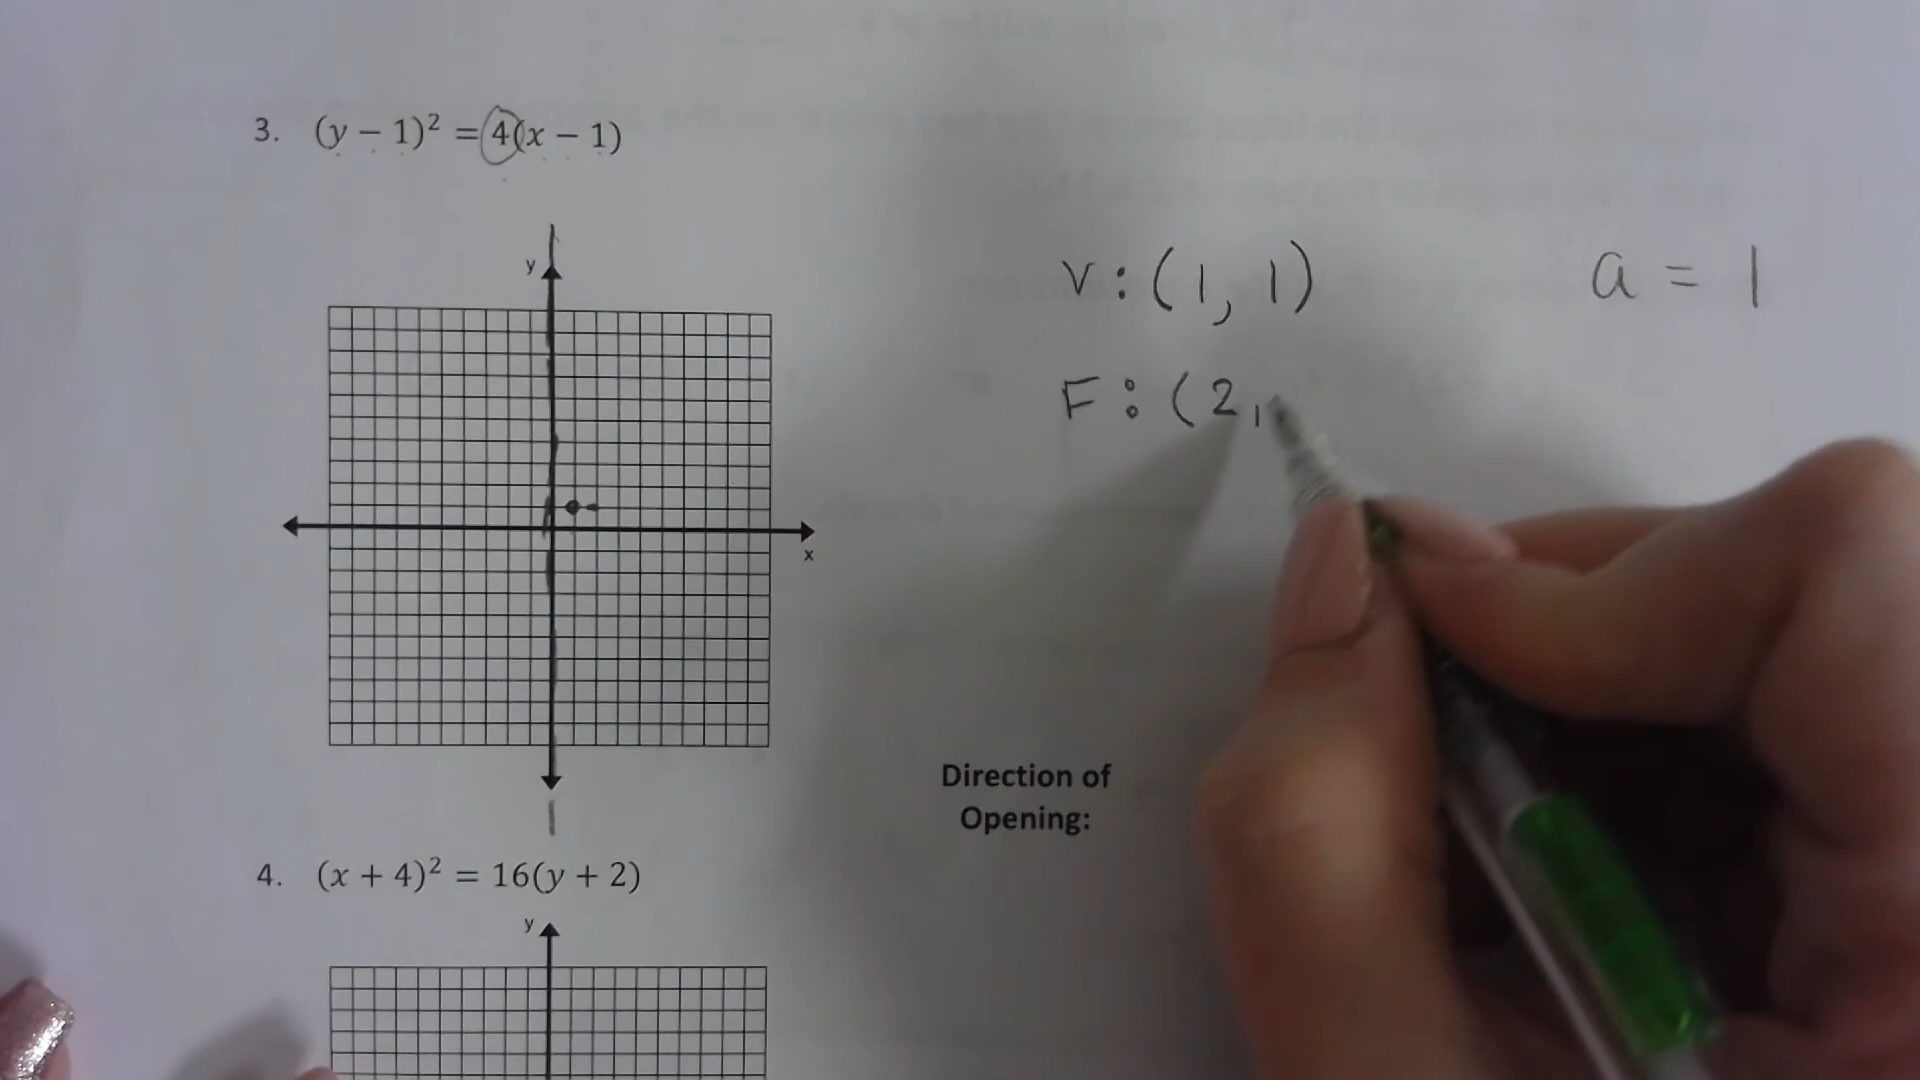 3. (y − 1)² = 4(x − 1)
y
x
V : (1, 1)
a = 1
F : (2,
Direction of
Opening:
4. (x + 4)² = 16(y + 2)
y